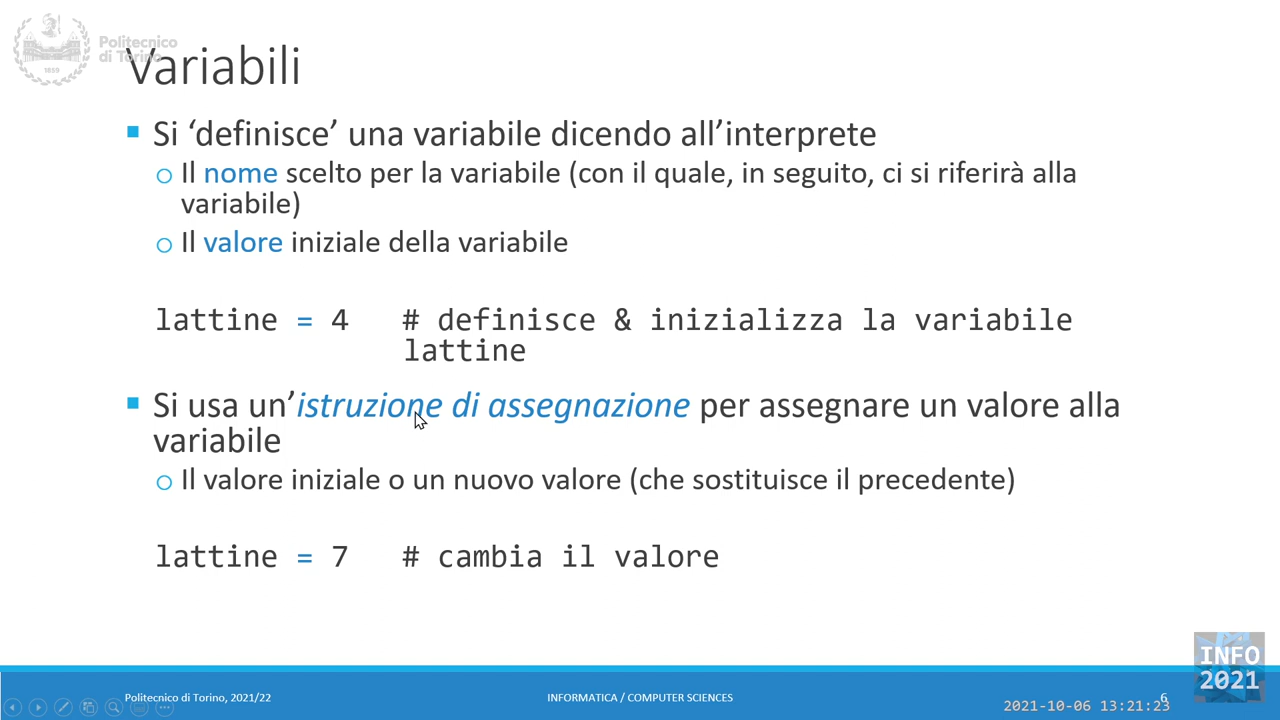 Politecnico
di Torino
1859
Variabili
Si ‘definisce’ una variabile dicendo all’interprete
Il nome scelto per la variabile (con il quale, in seguito, ci si riferirà alla
variabile)
Il valore iniziale della variabile
lattine = 4 # definisce & inizializza la variabile
lattine
Si usa un’istruzione di assegnazione per assegnare un valore alla
variabile
Il valore iniziale o un nuovo valore (che sostituisce il precedente)
lattine = 7 # cambia il valore
INFO
2021
Politecnico di Torino, 2021/22
INFORMATICA / COMPUTER SCIENCES
6
2021-10-06 13:21:23